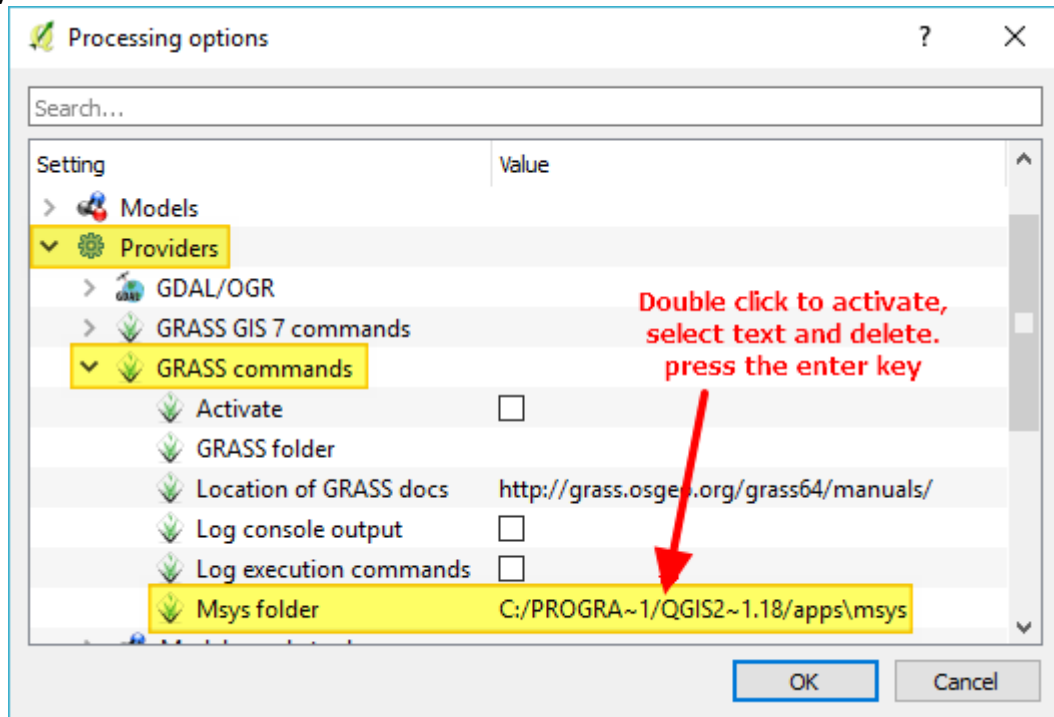 Processing options ?
Search...
Setting Value
Models
Providers
GDAL/OGR
GRASS GIS 7 commands
GRASS commands
Activate
GRASS folder
Location of GRASS docs http://grass.osgeo.org/grass64/manuals/
Log console output
Log execution commands
Msys folder C:/PROGRA~1/QGIS2~1.18/apps\msys
Double click to activate,
select text and delete.
press the enter key
OK Cancel